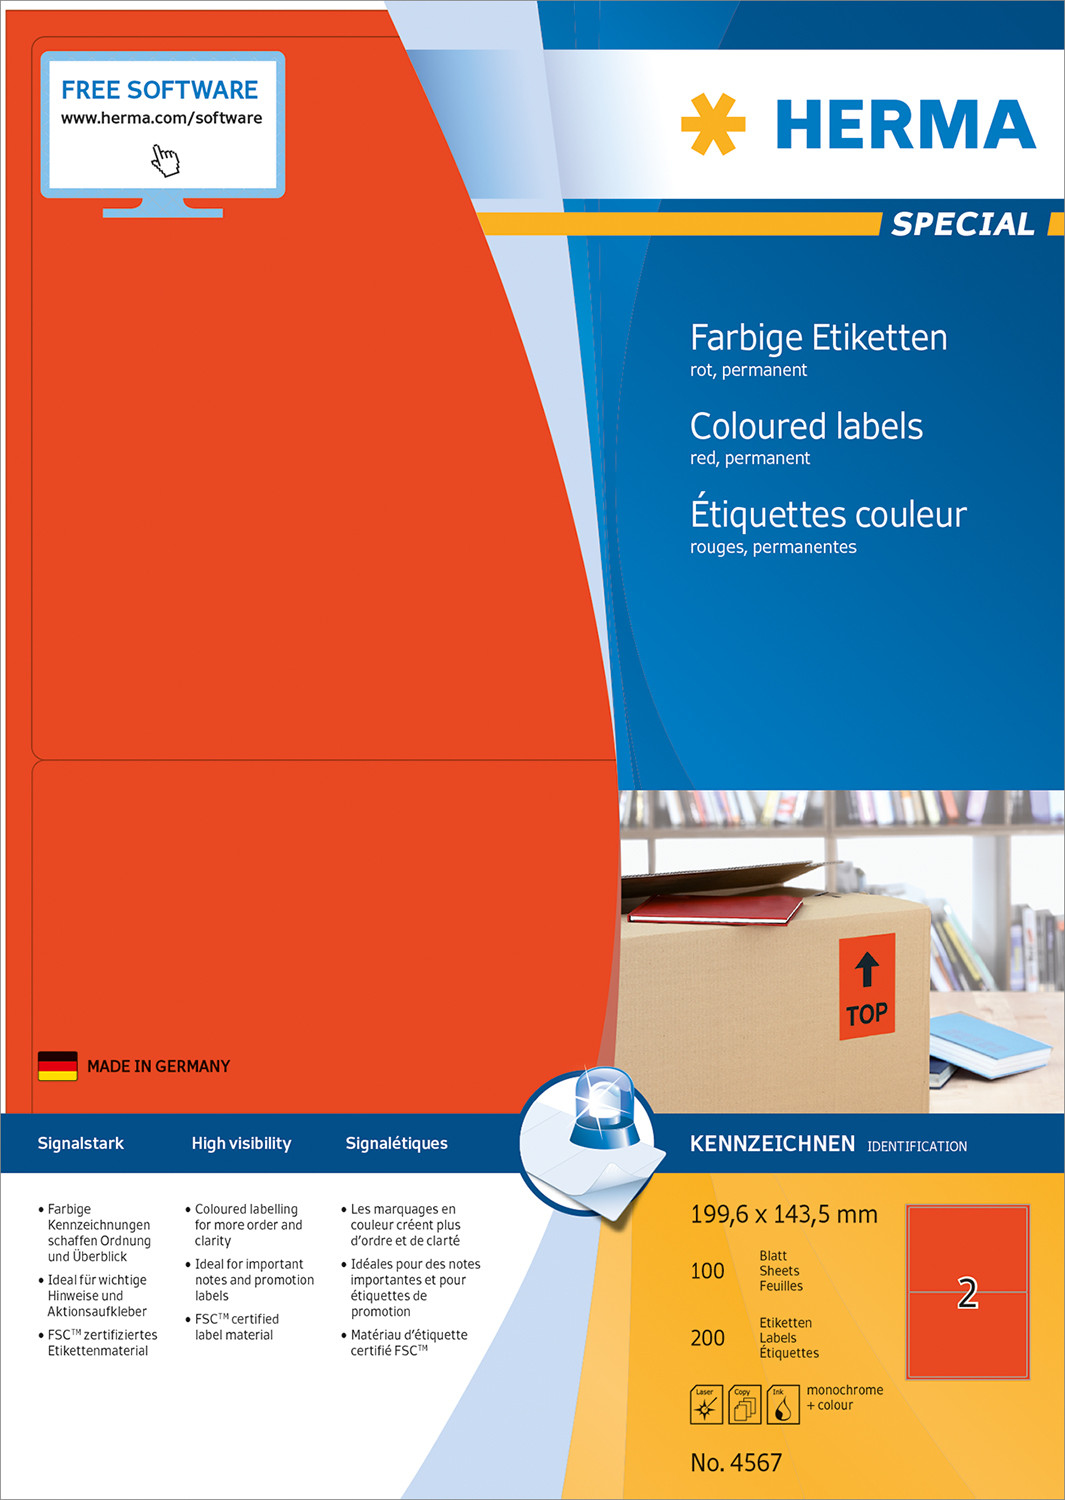 FREE SOFTWARE
www.herma.com/software
HERMA
SPECIAL
Farbige Etiketten
rot, permanent
Coloured labels
red, permanent
Étiquettes couleur
rouges, permanentes
TOP
MADE IN GERMANY
Signalstark
High visibility
Signalétiques
KENNZEICHNEN IDENTIFICATION
• Farbige
Kennzeichnungen
schaffen Ordnung
und Überblick
• Ideal für wichtige
Hinweise und
Aktionsaufkleber
• FSC™ zertifiziertes
Etikettenmaterial
• Coloured labelling
for more order and
clarity
• Ideal for important
notes and promotion
labels
• FSC™ certified
label material
• Les marquages en
couleur créent plus
d'ordre et de clarté
• Idéales pour des notes
importantes et pour
étiquettes de
promotion
• Matériau d'étiquette
certifié FSC™
199,6 x 143,5 mm
100
Blatt
Sheets
Feuilles
200
Etiketten
Labels
Étiquettes
2
Laser
Copy
Ink
monochrome
+ colour
No. 4567